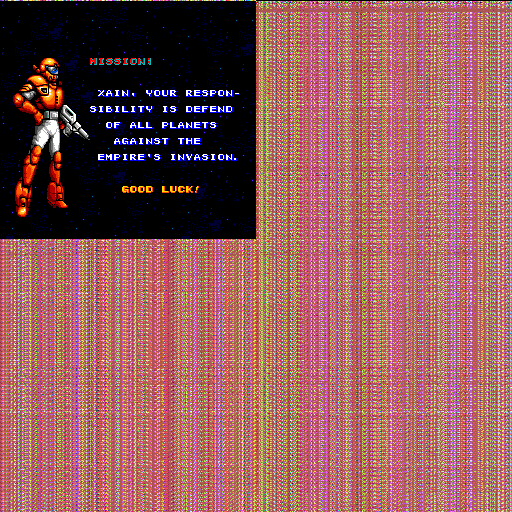 MISSION:
XAIN, YOUR RESPON-
SIBILITY IS DEFEND
OF ALL PLANETS
AGAINST THE
EMPIRE'S INVASION.
GOOD LUCK!